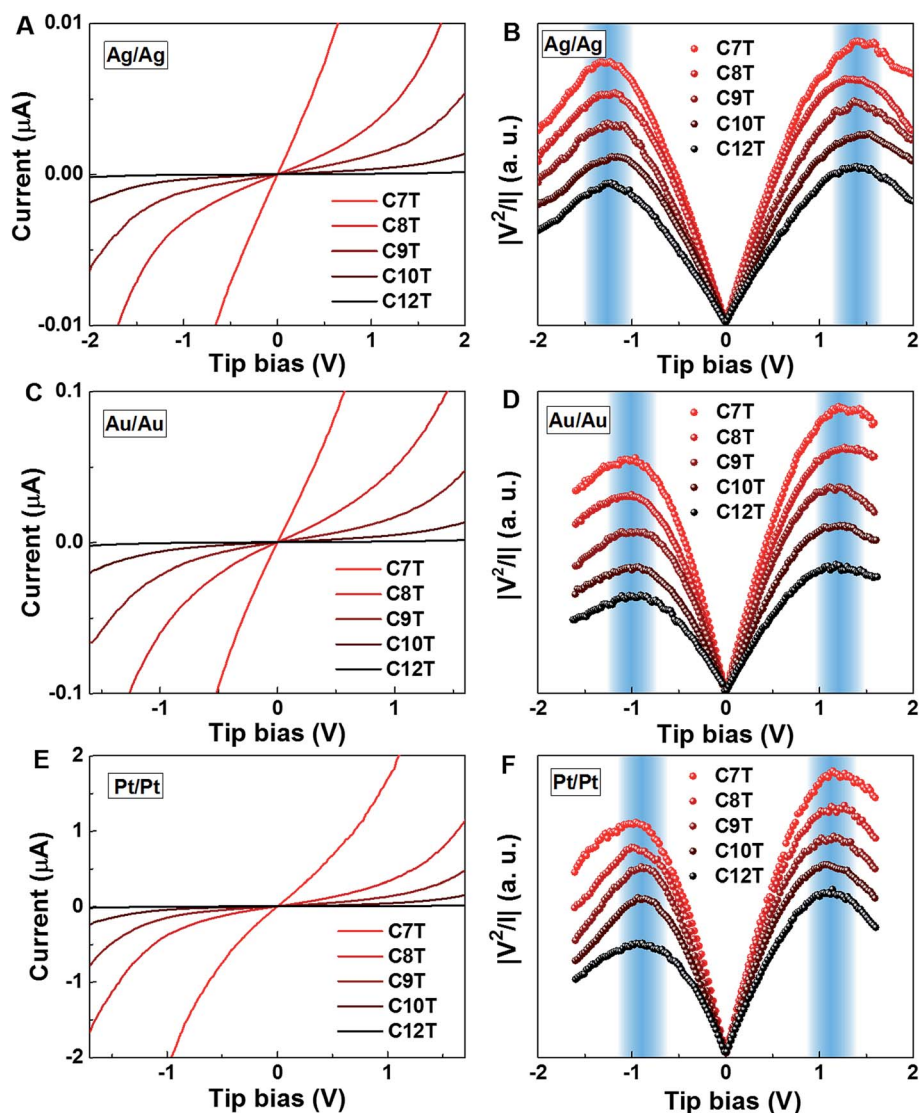 A
Ag/Ag
0.01
0.00
-0.01
Current (μA)
C7T
C8T
C9T
C10T
C12T
-2
-1
0
1
2
Tip bias (V)
B
Ag/Ag
C7T
C8T
C9T
C10T
C12T
|V²/I| (a. u.)
-2
-1
0
1
2
Tip bias (V)
C
Au/Au
0.1
0.0
-0.1
Current (μA)
C7T
C8T
C9T
C10T
C12T
-1
0
1
Tip bias (V)
D
Au/Au
C7T
C8T
C9T
C10T
C12T
|V²/I| (a. u.)
-2
-1
0
1
2
Tip bias (V)
E
Pt/Pt
2
1
0
-1
-2
Current (μA)
C7T
C8T
C9T
C10T
C12T
-1
0
1
Tip bias (V)
F
Pt/Pt
C7T
C8T
C9T
C10T
C12T
|V²/I| (a. u.)
-2
-1
0
1
2
Tip bias (V)